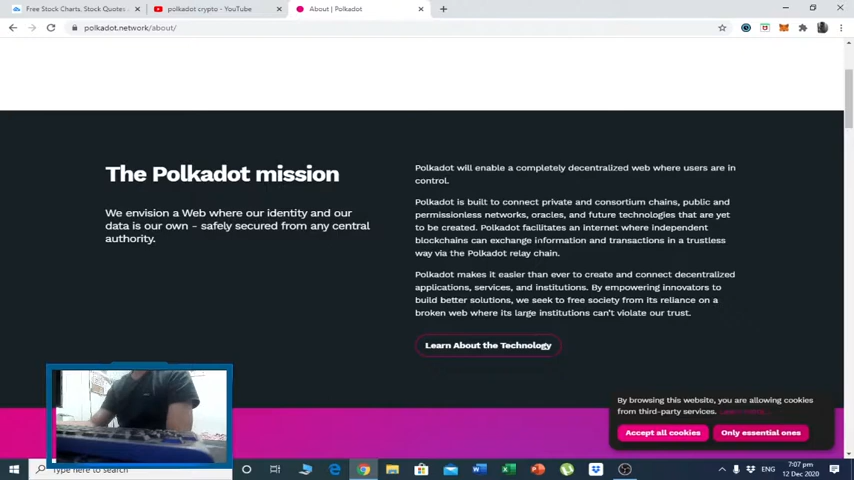 Free Stock Charts, Stock Quotes
polkadot crypto - YouTube
About | Polkadot
polkadot.network/about/
The Polkadot mission
We envision a Web where our identity and our
data is our own - safely secured from any central
authority.
Polkadot will enable a completely decentralized web where users are in
control.
Polkadot is built to connect private and consortium chains, public and
permissionless networks, oracles, and future technologies that are yet
to be created. Polkadot facilitates an internet where independent
blockchains can exchange information and transactions in a trustless
way via the Polkadot relay chain.
Polkadot makes it easier than ever to create and connect decentralized
applications, services, and institutions. By empowering innovators to
build better solutions, we seek to free society from its reliance on a
broken web where its large institutions can't violate our trust.
Learn About the Technology
By browsing this website, you are allowing cookies
from third-party services. Learn more...
Accept all cookies
Only essential ones
Type here to search
ENG
7:07 pm
12 Dec 2020